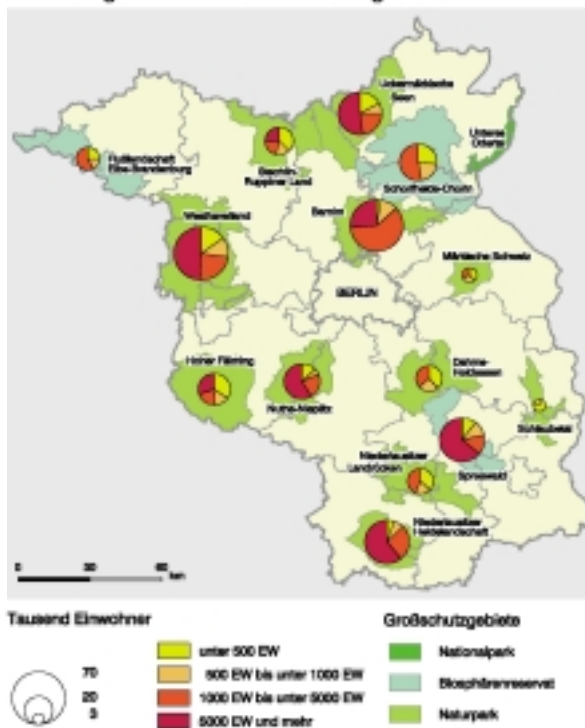 Uckermärkische
Seen
Unteres
Odertal
Flußlandschaft
Elbe-Brandenburg
Stechlin-
Ruppiner Land
Schorfheide-Chorin
Westhavelland
Barnim
Märkische Schweiz
BERLIN
Hoher Fläming
Dahme-
Heideseen
Nuthe-Nieplitz
Schlaubetal
Niederlausitzer
Landrücken
Spreewald
Niederlausitzer
Heidelandschaft
0 30 60
km
Tausend Einwohner
Großschutzgebiete
70
20
3
unter 500 EW
500 EW bis unter 1000 EW
1000 EW bis unter 5000 EW
5000 EW und mehr
Nationalpark
Biosphärenreservat
Naturpark